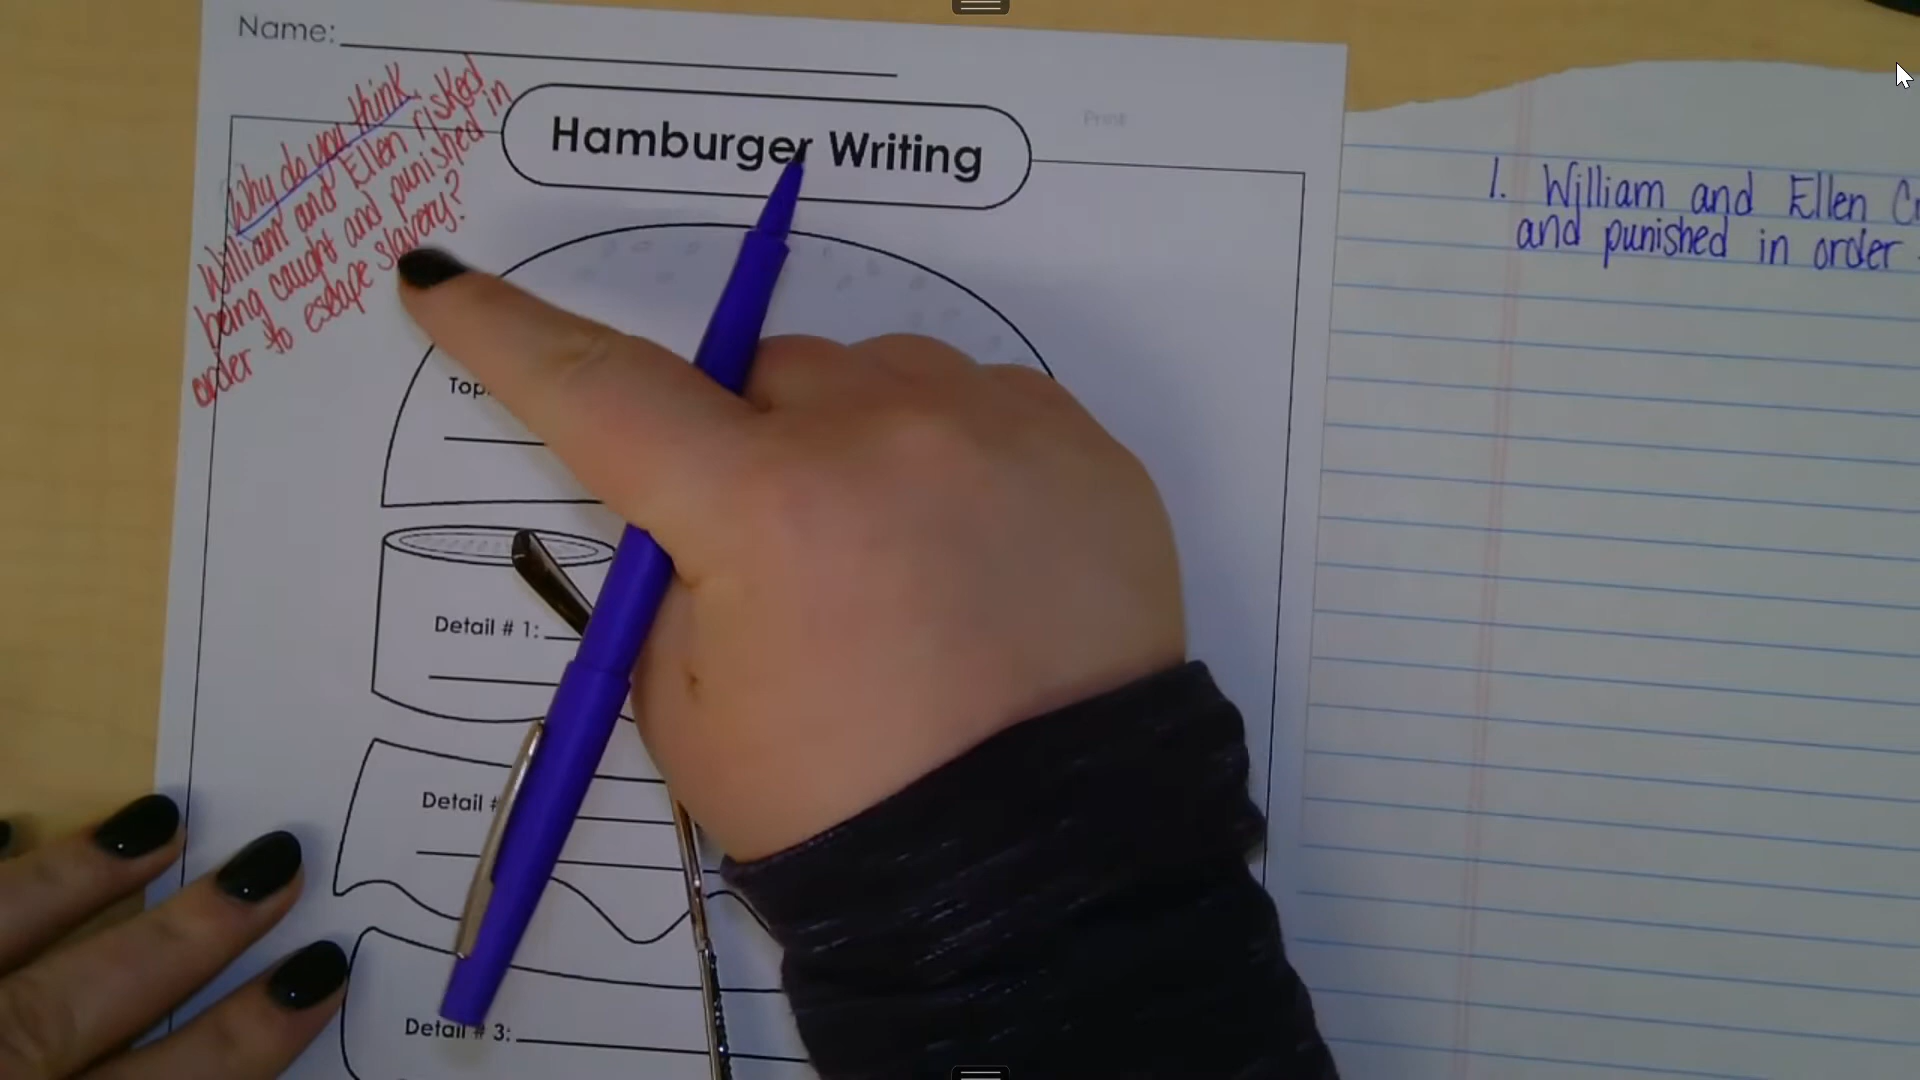 Name:
Hamburger Writing
Print
Why do you think
William and Ellen risked
being caught and punished in
order to escape slavery?
Detail # 1:
Detail #
Detail # 3:
1. William and Ellen
and punished in order